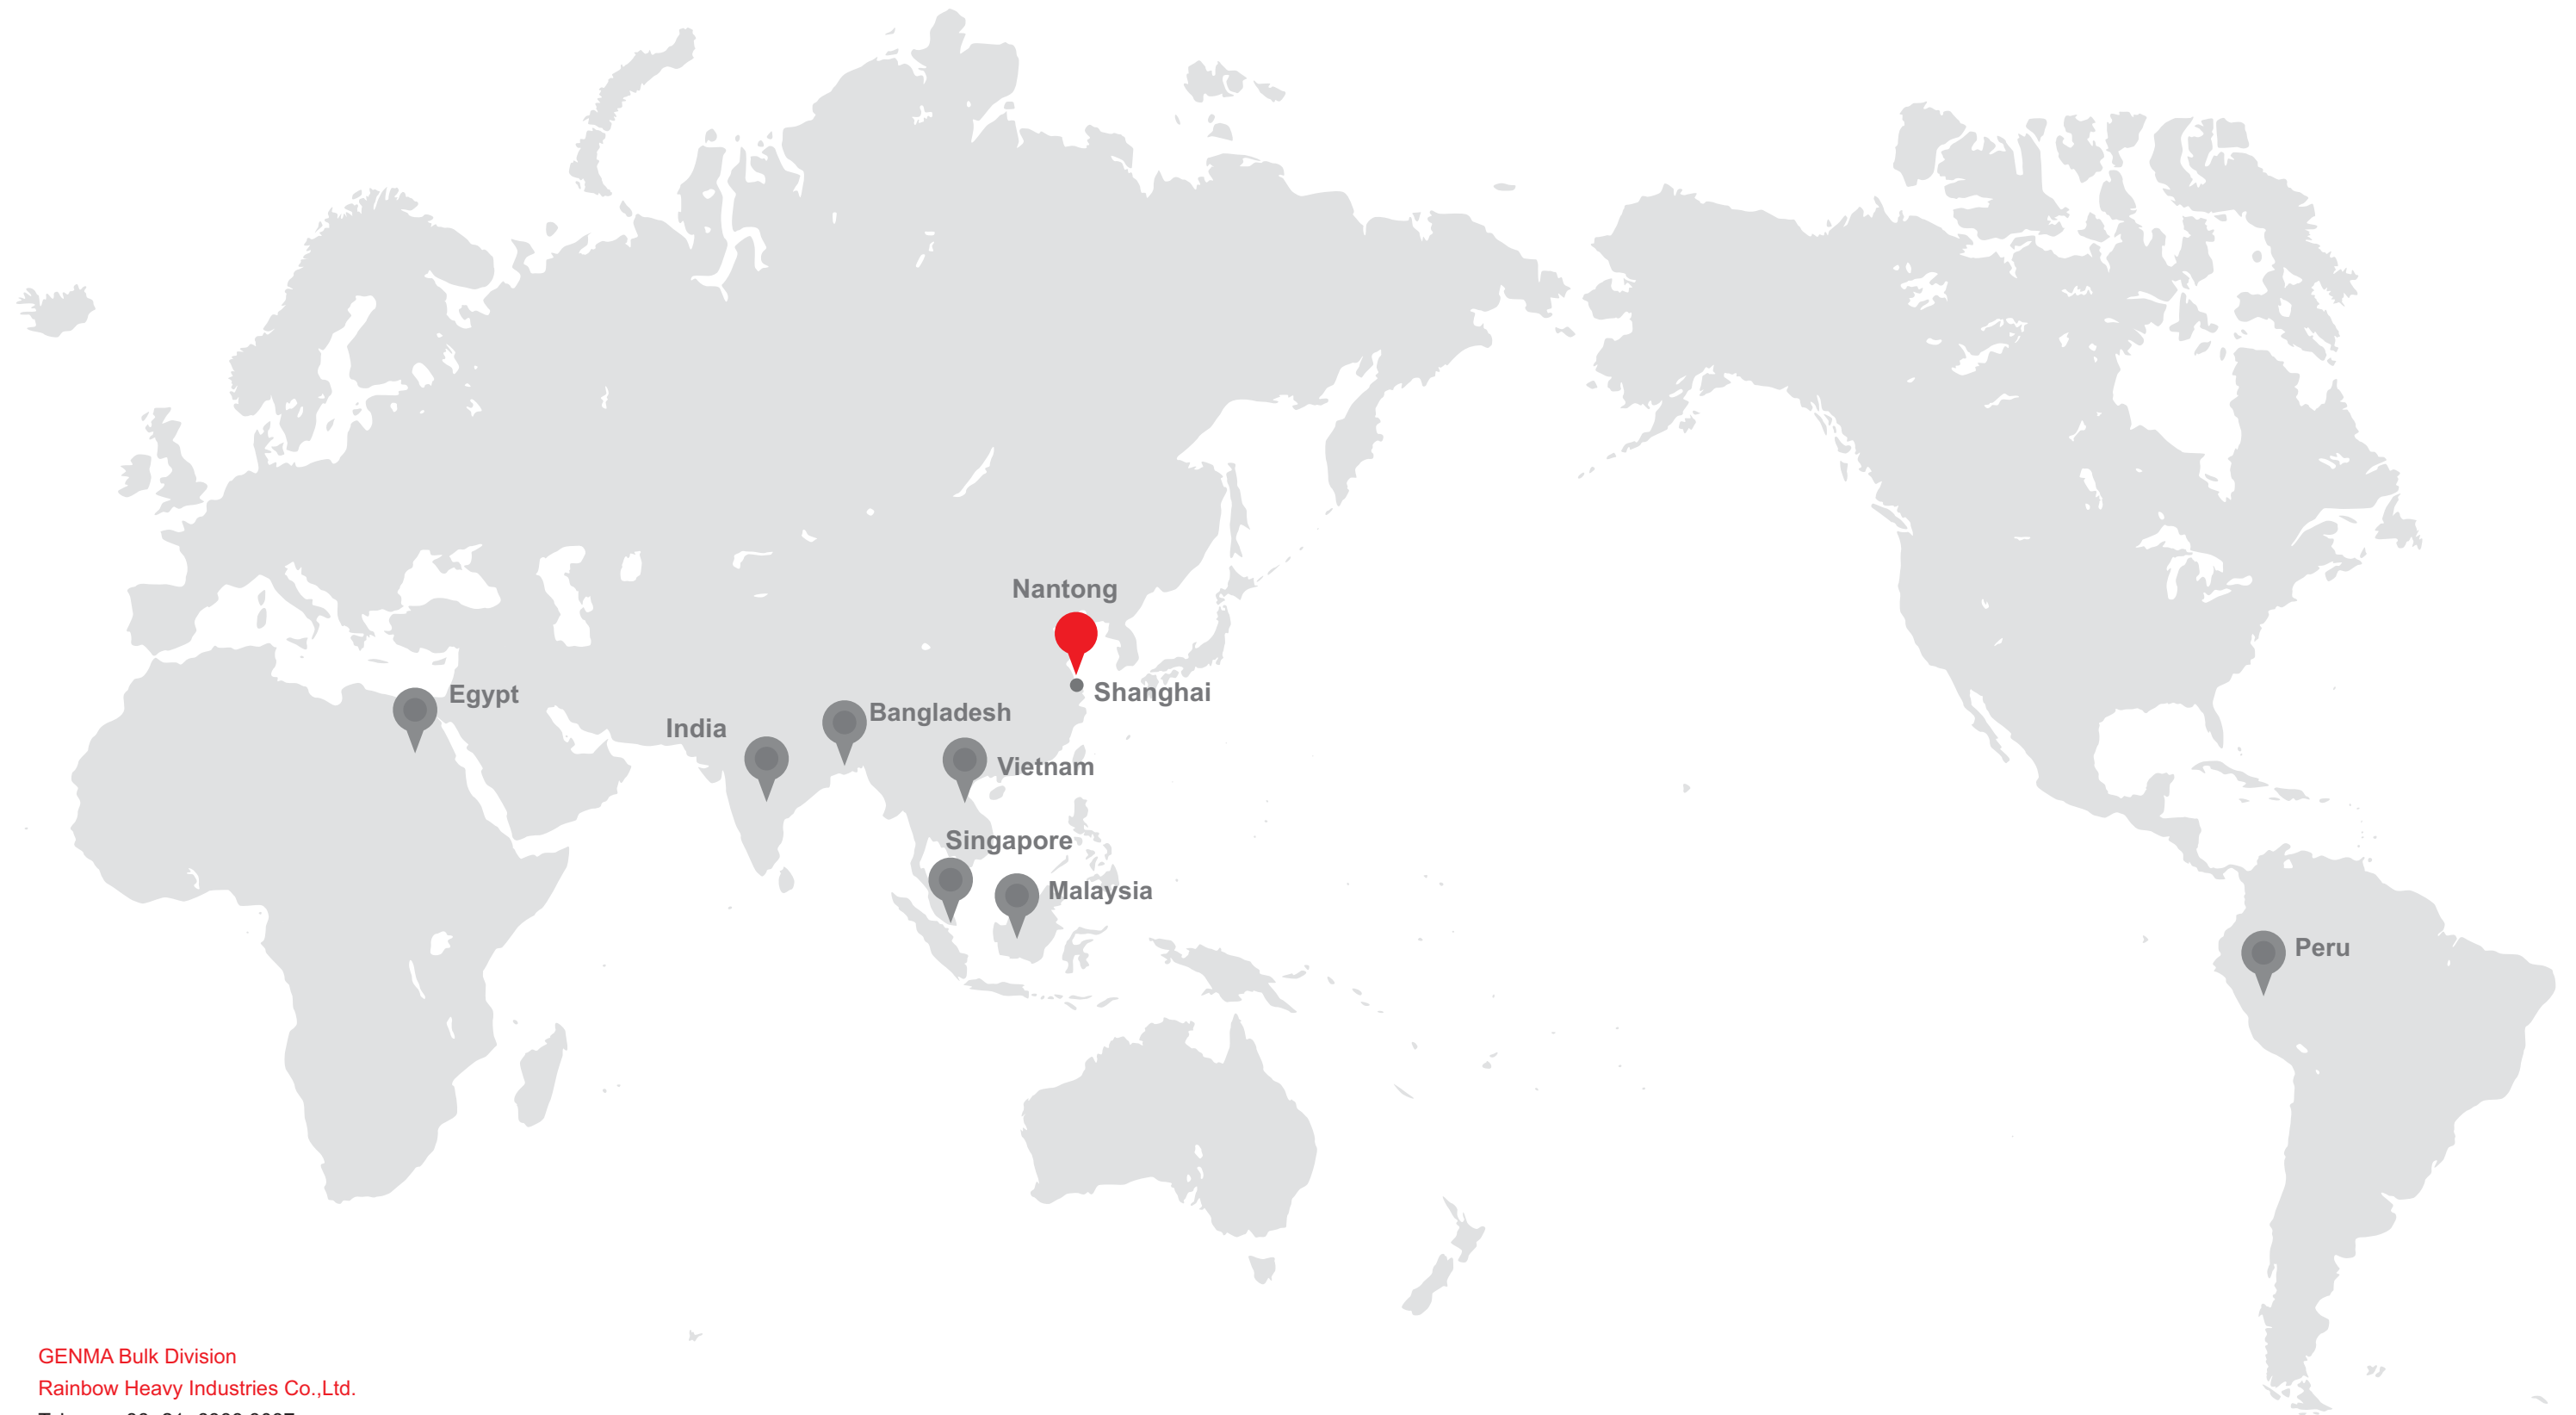 Nantong
Egypt
Shanghai
Bangladesh
India
Vietnam
Singapore
Malaysia
Peru
GENMA Bulk Division
Rainbow Heavy Industries Co.,Ltd.